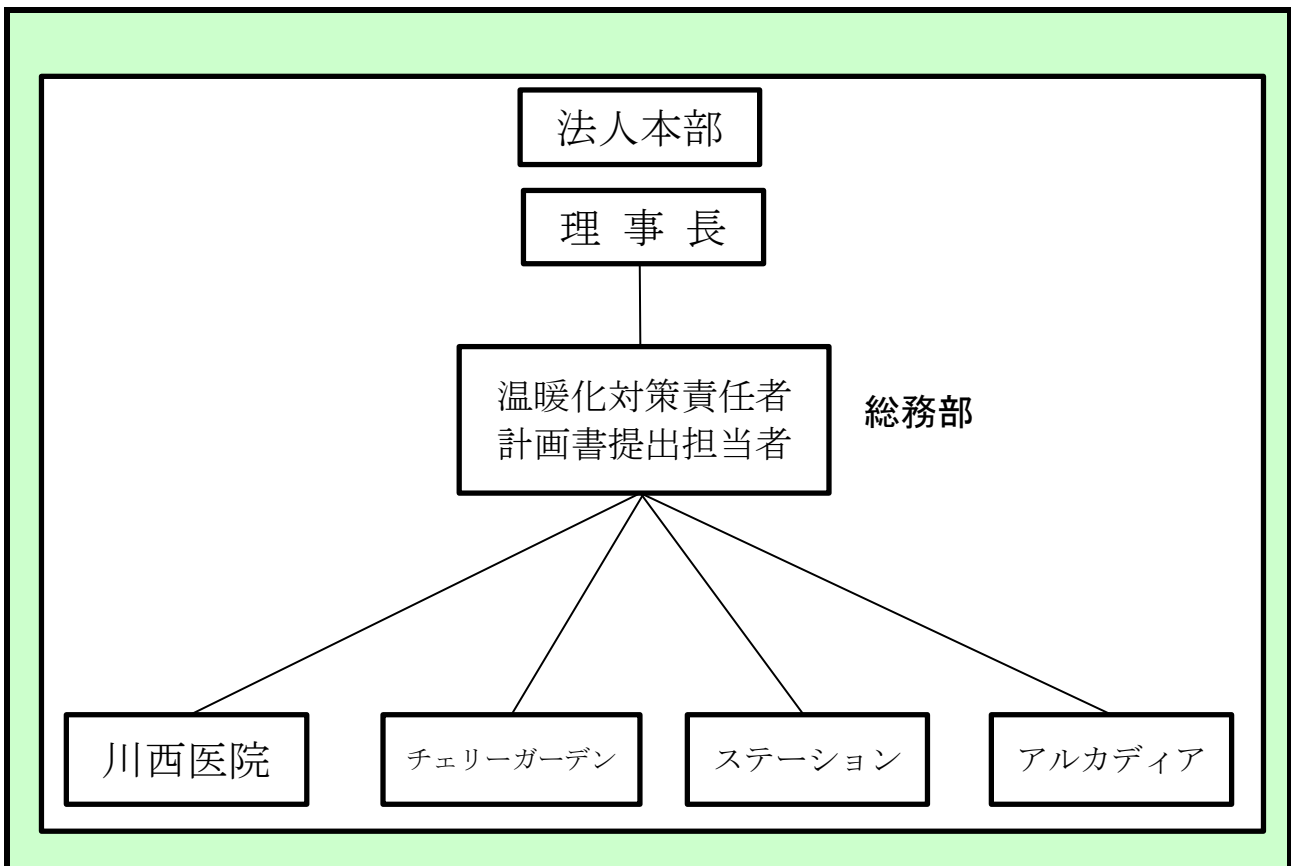 法人本部
理 事 長
温暖化対策責任者
計画書提出担当者
総務部
川西医院
チェリーガーデン
ステーション
アルカディア